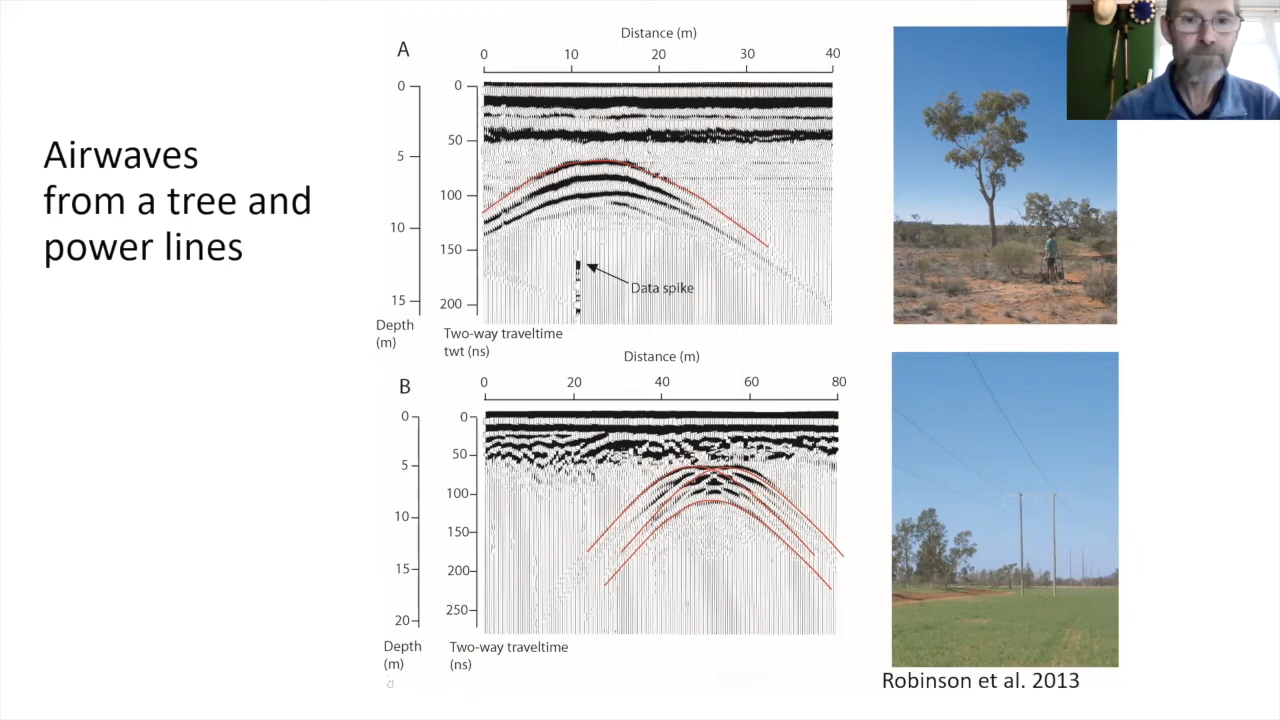 Airwaves
from a tree and
power lines
A
Distance (m)
0 10 20 30 40
0
5
10
15
Depth
(m)
0
50
100
150
200
Two-way traveltime
twt (ns)
Data spike
Distance (m)
B
0 20 40 60 80
0
5
10
15
20
Depth
(m)
0
50
100
150
200
250
Two-way traveltime
(ns)
Robinson et al. 2013